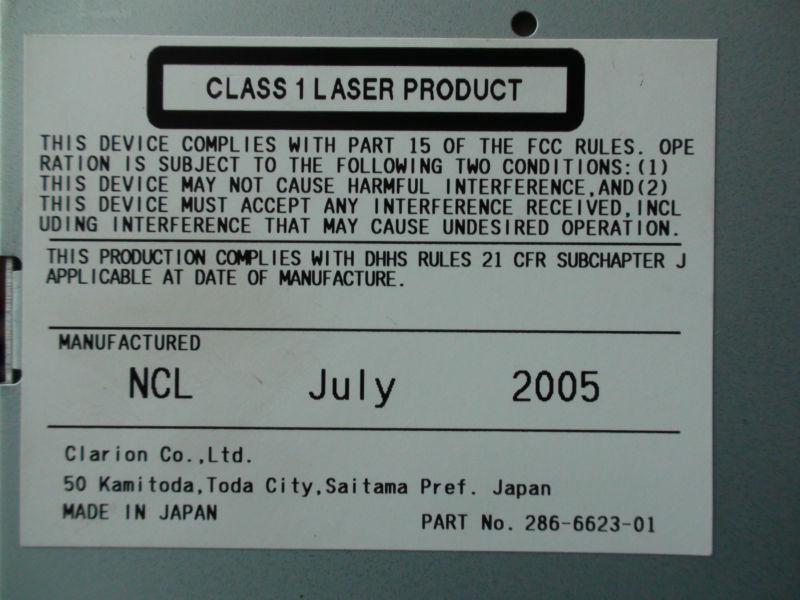 CLASS 1 LASER PRODUCT
THIS DEVICE COMPLIES WITH PART 15 OF THE FCC RULES. OPE
RATION IS SUBJECT TO THE FOLLOWING TWO CONDITIONS:(1)
THIS DEVICE MAY NOT CAUSE HARMFUL INTERFERENCE,AND(2)
THIS DEVICE MUST ACCEPT ANY INTERFERENCE RECEIVED,INCL
UDING INTERFERENCE THAT MAY CAUSE UNDESIRED OPERATION.
THIS PRODUCTION COMPLIES WITH DHHS RULES 21 CFR SUBCHAPTER J
APPLICABLE AT DATE OF MANUFACTURE.
MANUFACTURED
NCL July 2005
Clarion Co.,Ltd.
50 Kamitoda,Toda City,Saitama Pref. Japan
MADE IN JAPAN
PART No. 286-6623-01